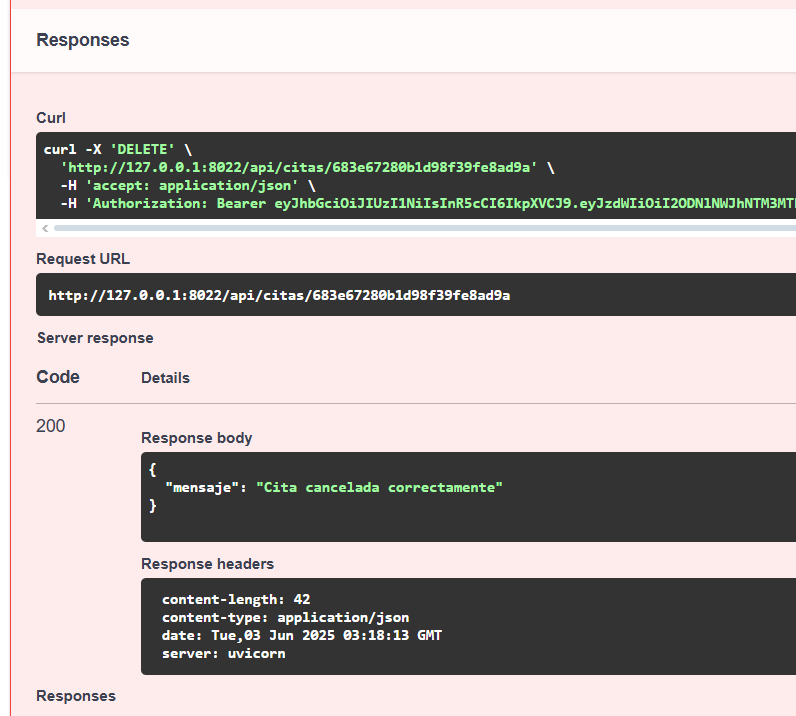 Responses
Curl
curl -X 'DELETE' \
'http://127.0.0.1:8022/api/citas/683e67280b1d98f39fe8ad9a' \
-H 'accept: application/json' \
-H 'Authorization: Bearer eyJhbGciOiJIUzI1NiIsInR5cCI6IkpXVCJ9.eyJzdWIiOiI2ODNlNWJhNTM3MTI
Request URL
http://127.0.0.1:8022/api/citas/683e67280b1d98f39fe8ad9a
Server response
Code Details
200
Response body
{
"mensaje": "Cita cancelada correctamente"
}
Response headers
content-length: 42
content-type: application/json
date: Tue,03 Jun 2025 03:18:13 GMT
server: uvicorn
Responses